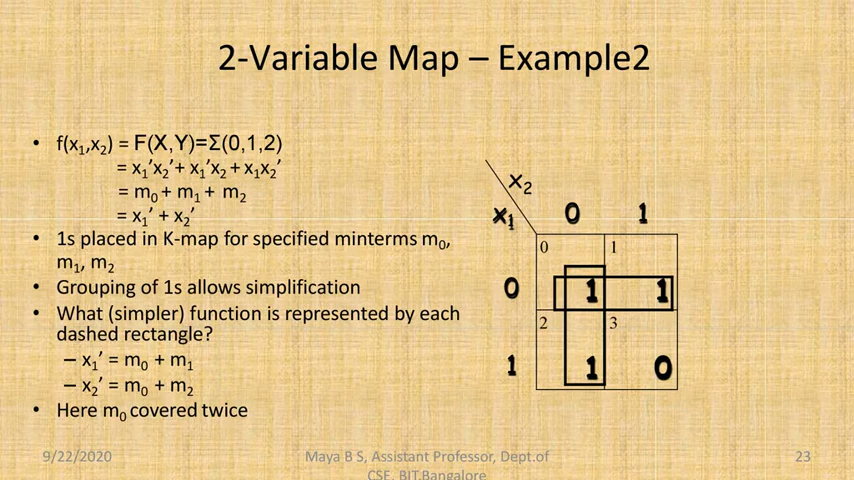 2-Variable Map – Example2
• f(x₁,x₂) = F(X,Y)=Σ(0,1,2)
= x₁’x₂’+ x₁’x₂ + x₁x₂’
= m₀ + m₁ + m₂
= x₁’ + x₂’
• 1s placed in K-map for specified minterms m₀,
m₁, m₂
• Grouping of 1s allows simplification
• What (simpler) function is represented by each
dashed rectangle?
– x₁’ = m₀ + m₁
– x₂’ = m₀ + m₂
• Here m₀ covered twice
x₂
x₁ 0 1
0 1
0 1 1
2 3
1 1 0
9/22/2020
Maya B S, Assistant Professor, Dept.of
CSE, BIT,Bangalore
23